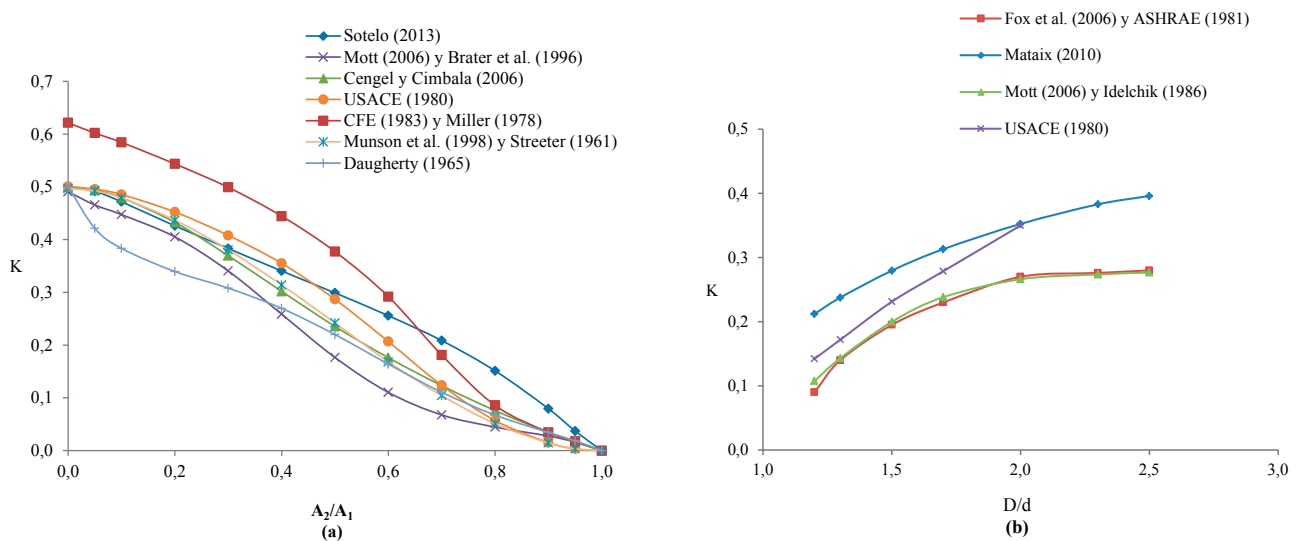 Sotelo (2013)
Mott (2006) y Brater et al. (1996)
Cengel y Cimbala (2006)
USACE (1980)
CFE (1983) y Miller (1978)
Munson et al. (1998) y Streeter (1961)
Daugherty (1965)
0,7
0,6
0,5
0,4
0,3
0,2
0,1
0,0
K
0,0
0,2
0,4
0,6
0,8
1,0
A₂/A₁
(a)
Fox et al. (2006) y ASHRAE (1981)
Mataix (2010)
Mott (2006) y Idelchik (1986)
USACE (1980)
0,5
0,4
0,3
0,2
0,1
0,0
K
1,0
1,5
2,0
2,5
3,0
D/d
(b)